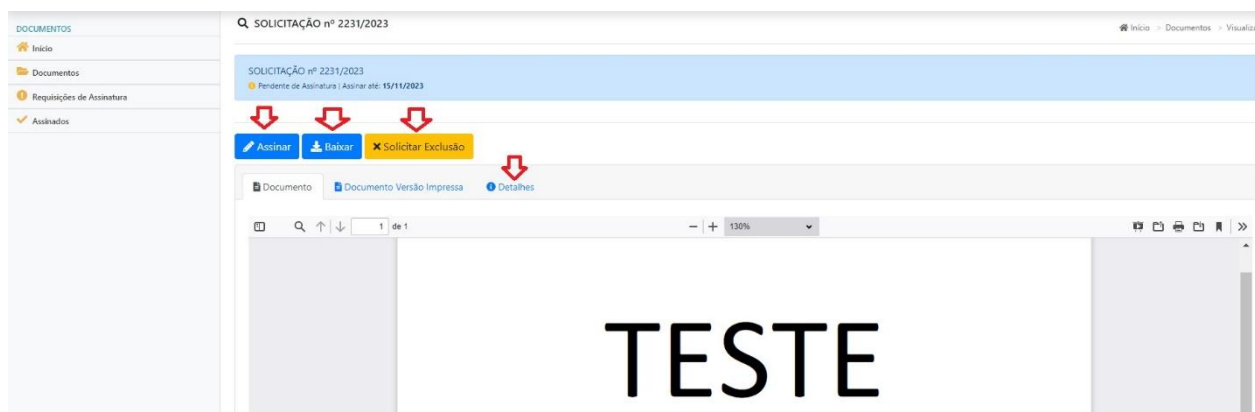 DOCUMENTOS
Início
Documentos
Requisições de Assinatura
Assinados
SOLICITAÇÃO nº 2231/2023
Início > Documentos > Visualiz
SOLICITAÇÃO nº 2231/2023
Pendente de Assinatura | Assinar até: 15/11/2023
Assinar Baixar Solicitar Exclusão
Documento Documento Versão Impressa Detalhes
1 de 1 130%
TESTE